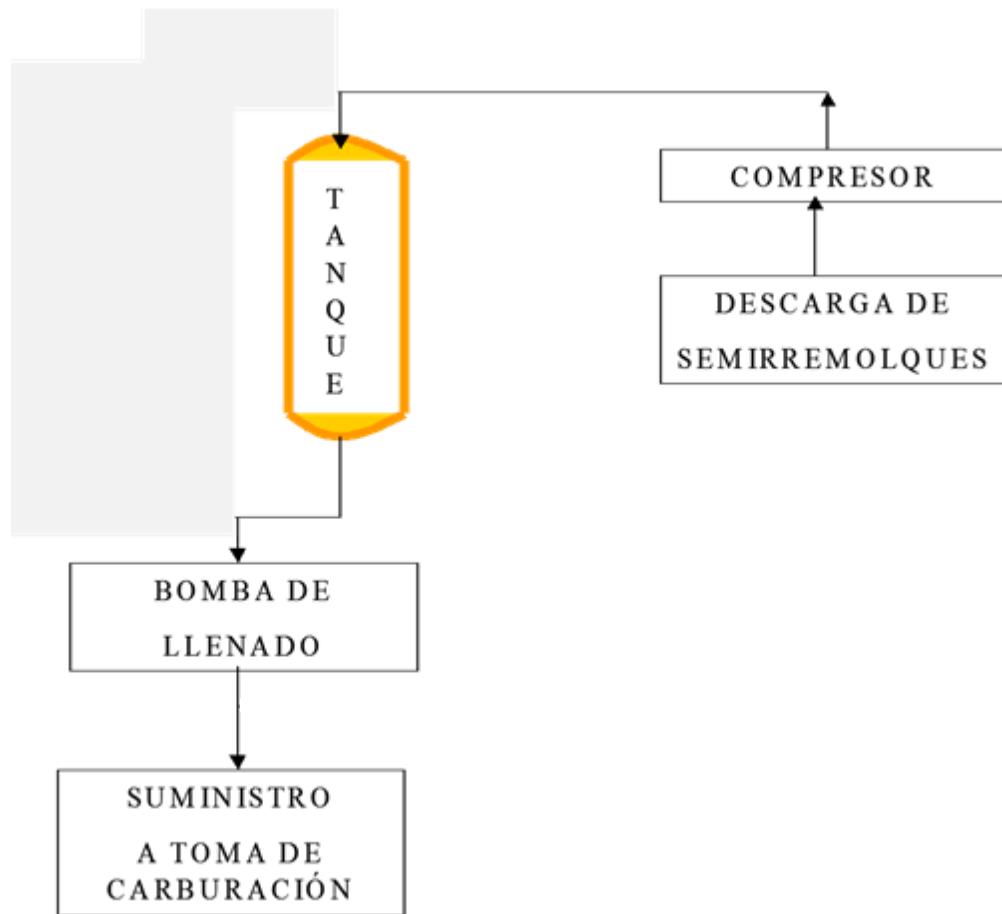 COMPRESOR
DESCARGA DE
SEMIRREMOLQUES
T
A
N
Q
U
E
BOMBA DE
LLENADO
SUMINISTRO
A TOMA DE
CARBURACIÓN